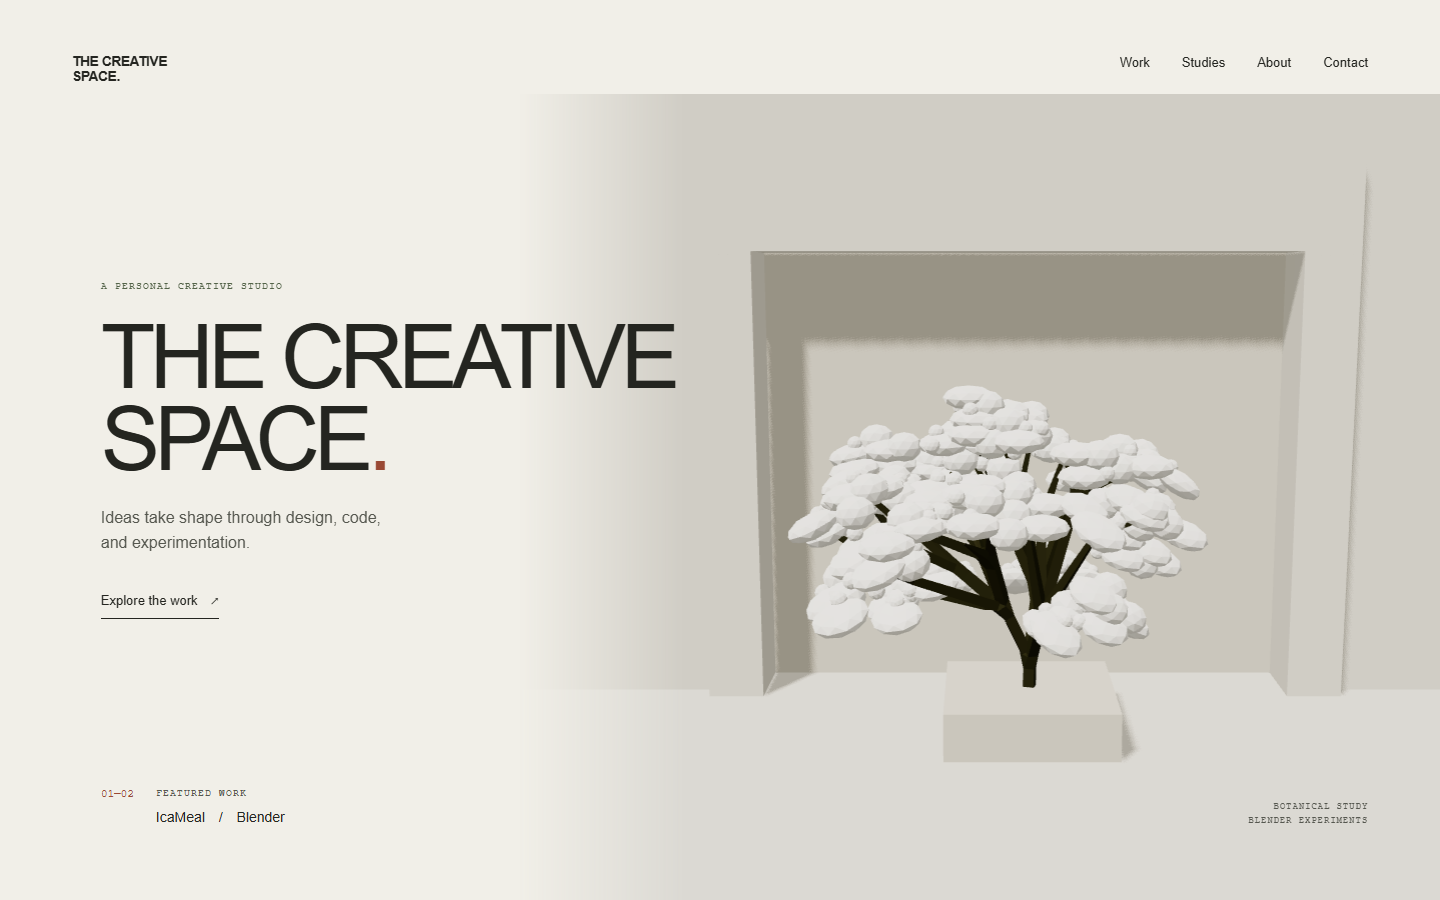 THE CREATIVE
SPACE.
Work
Studies
About
Contact
A PERSONAL CREATIVE STUDIO
THE CREATIVE
SPACE.
Ideas take shape through design, code,
and experimentation.
Explore the work ↗
01—02
FEATURED WORK
IcaMeal / Blender
BOTANICAL STUDY
BLENDER EXPERIMENTS